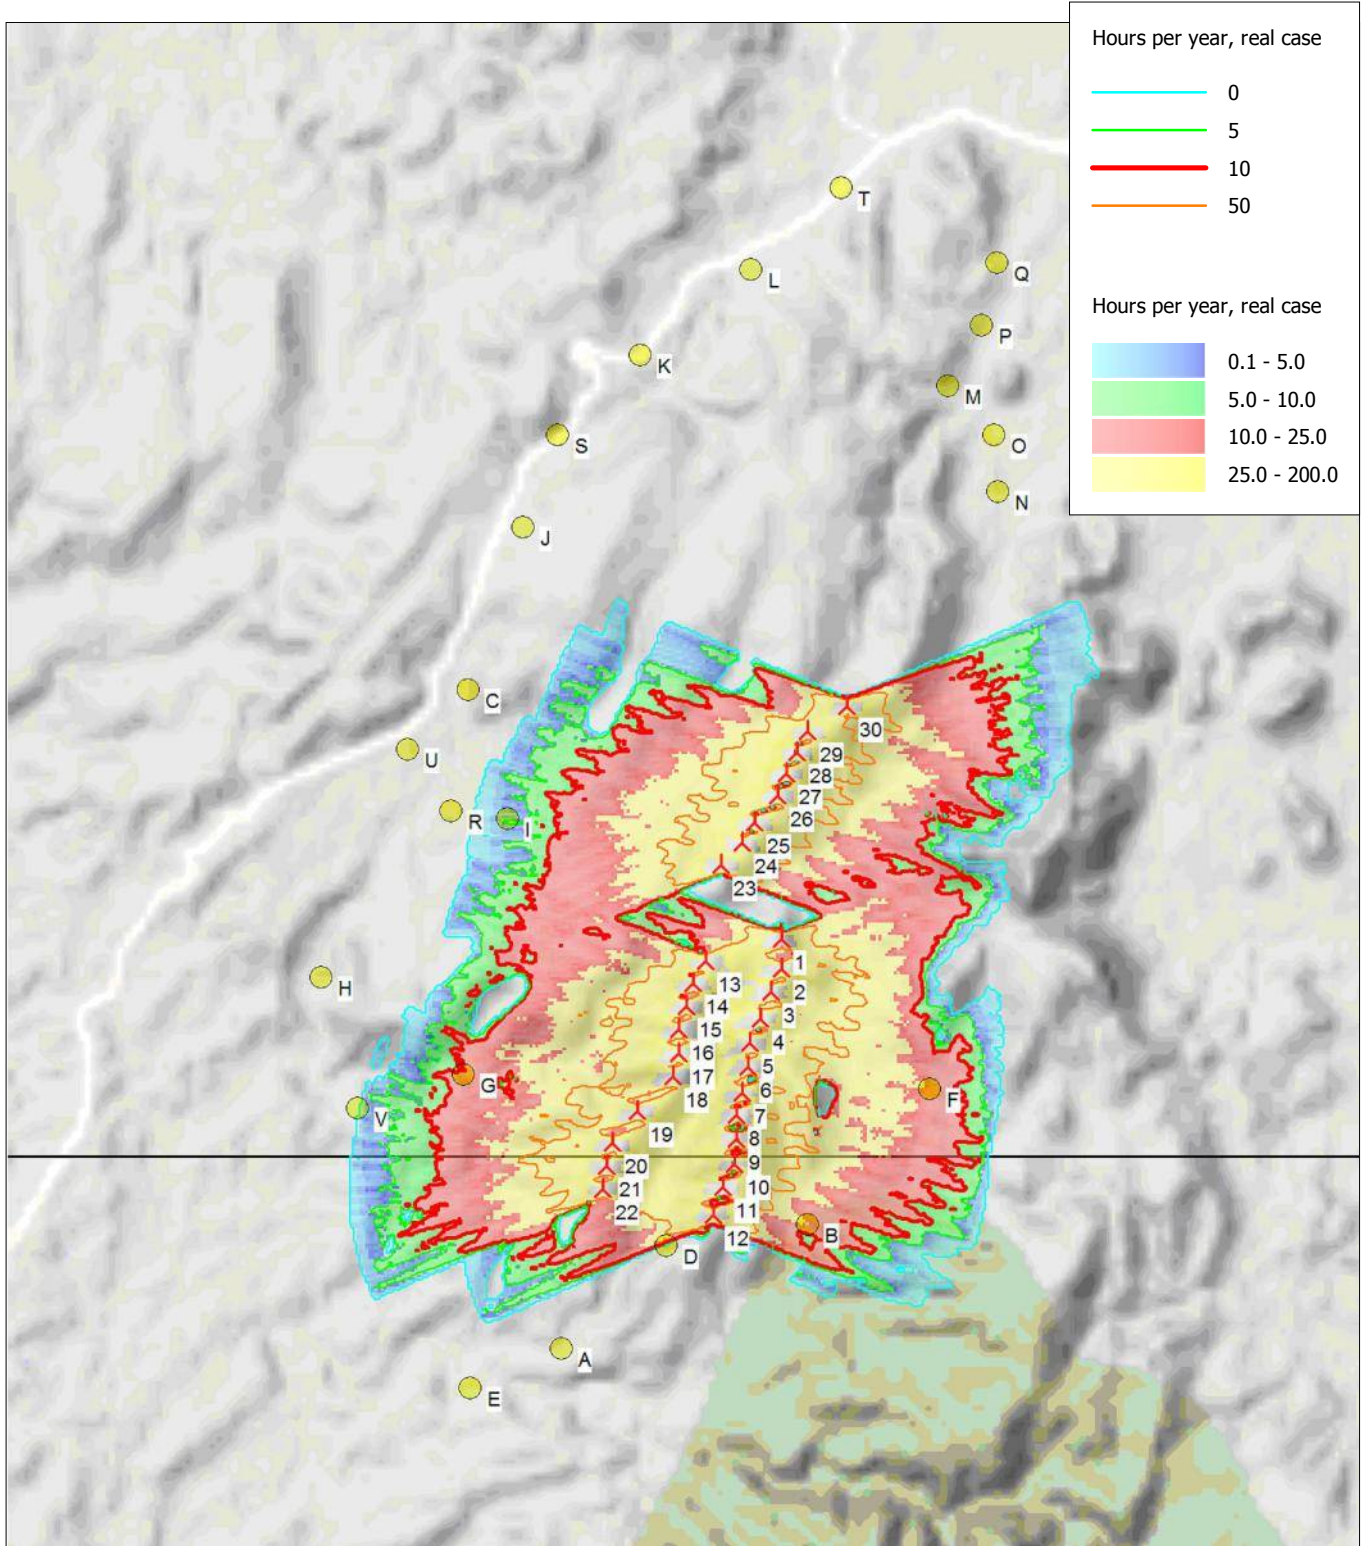 Hours per year, real case
0
5
10
50
Hours per year, real case
0.1 - 5.0
5.0 - 10.0
10.0 - 25.0
25.0 - 200.0
T
Q
L
P
K
M
S
O
N
J
C
30
U
29
28
27
R
I
26
25
24
23
1
H
13
2
14
3
15
4
16
5
17
G
6
F
18
7
V
19
8
9
20
10
21
11
22
B
12
D
A
E